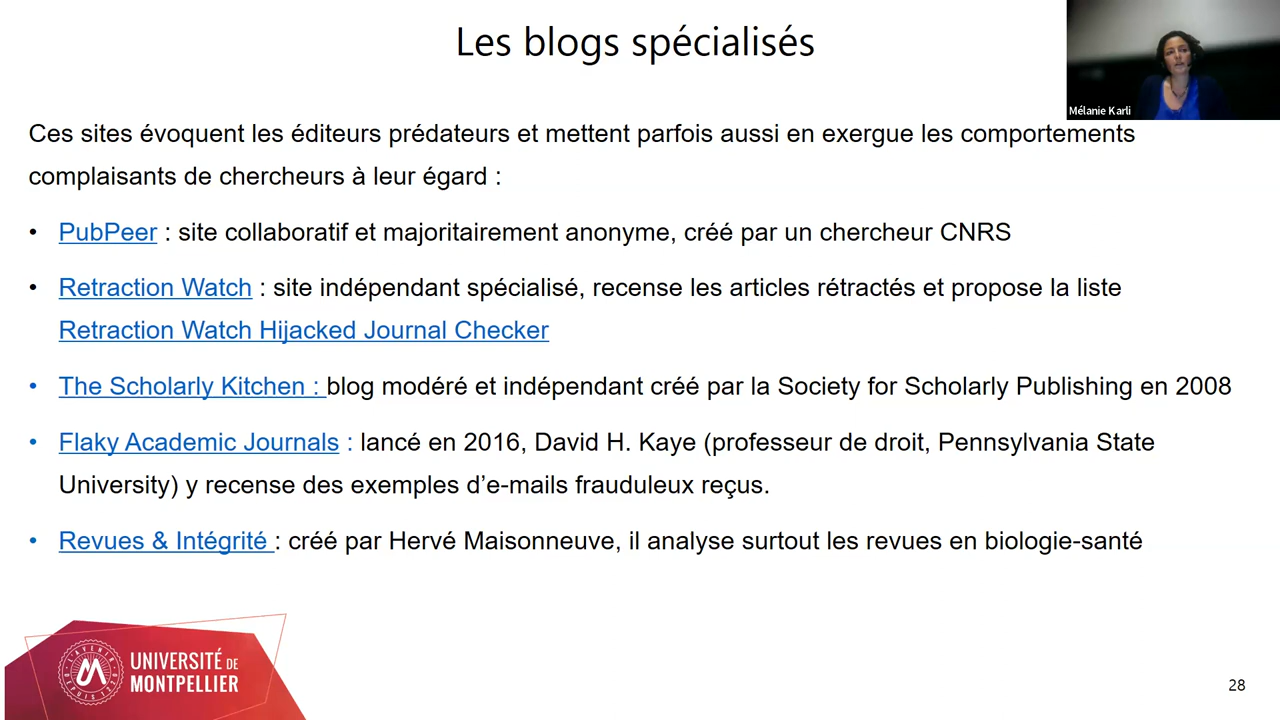 Les blogs spécialisés
Mélanie Karli
Ces sites évoquent les éditeurs prédateurs et mettent parfois aussi en exergue les comportements
complaisants de chercheurs à leur égard :
• PubPeer : site collaboratif et majoritairement anonyme, créé par un chercheur CNRS
• Retraction Watch : site indépendant spécialisé, recense les articles rétractés et propose la liste
Retraction Watch Hijacked Journal Checker
• The Scholarly Kitchen : blog modéré et indépendant créé par la Society for Scholarly Publishing en 2008
• Flaky Academic Journals : lancé en 2016, David H. Kaye (professeur de droit, Pennsylvania State
University) y recense des exemples d’e-mails frauduleux reçus.
• Revues & Intégrité : créé par Hervé Maisonneuve, il analyse surtout les revues en biologie-santé
L'AVENIR DEPUIS 1220
UNIVERSITÉ DE
MONTPELLIER
28